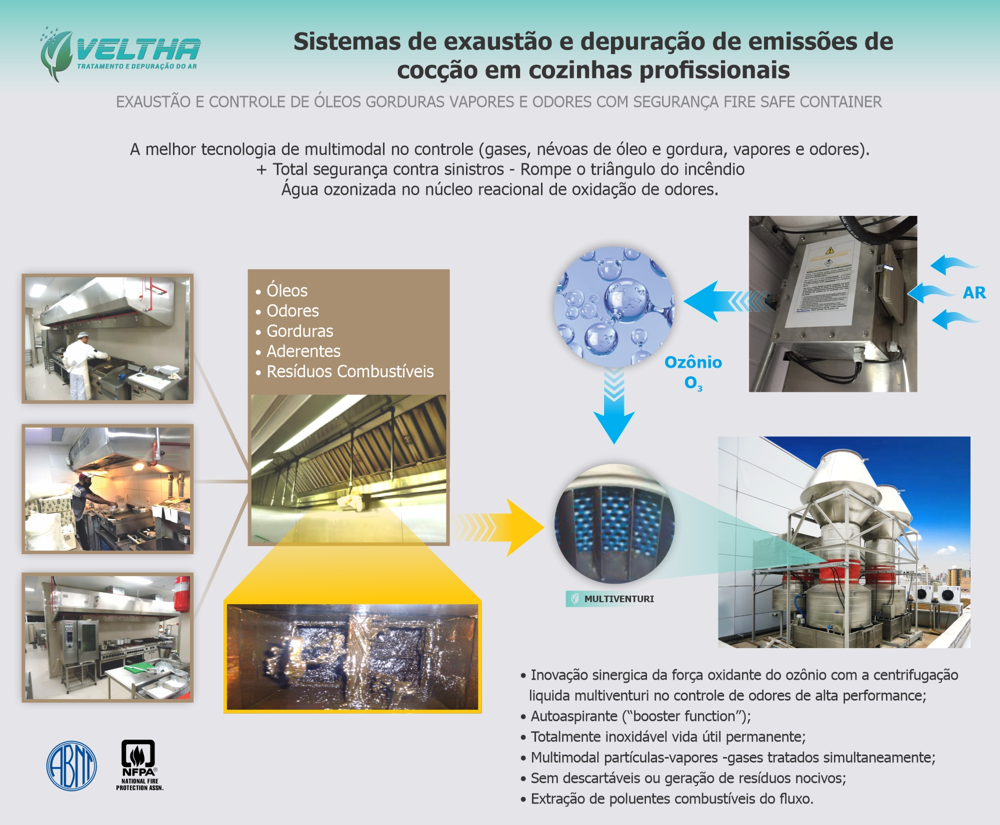 VELTHA
TRATAMENTO E DEPURAÇÃO DO AR
Sistemas de exaustão e depuração de emissões de
cocção em cozinhas profissionais
EXAUSTÃO E CONTROLE DE ÓLEOS GORDURAS VAPORES E ODORES COM SEGURANÇA FIRE SAFE CONTAINER
A melhor tecnologia de multimodal no controle (gases, névoas de óleo e gordura, vapores e odores).
+ Total segurança contra sinistros - Rompe o triângulo do incêndio
Água ozonizada no núcleo reacional de oxidação de odores.
• Óleos
• Odores
• Gorduras
• Aderentes
• Resíduos Combustíveis
SAE 100 R1AT
AR
Ozônio
O₃
MULTIVENTURI
• Inovação sinergica da força oxidante do ozônio com a centrifugação
liquida multiventuri no controle de odores de alta performance;
• Autoaspirante (“booster function”);
• Totalmente inoxidável vida útil permanente;
• Multimodal partículas-vapores -gases tratados simultaneamente;
• Sem descartáveis ou geração de resíduos nocivos;
• Extração de poluentes combustíveis do fluxo.
ABNT
NFPA®
NATIONAL FIRE
PROTECTION ASSN.